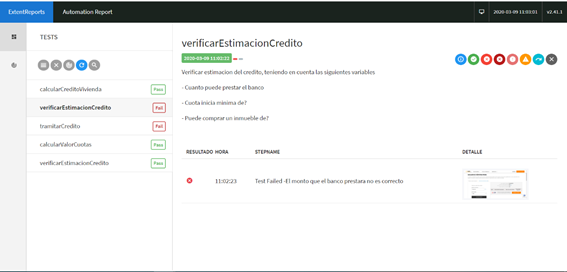 ExtentReports
Automation Report
2020-03-09 11:03:01
v2.41.1
TESTS
calcularCreditoVivienda
Pass
verificarEstimacionCredito
Fail
tramitarCredito
Fail
calcularValorCuotas
Pass
verificarEstimacionCredito
Pass
verificarEstimacionCredito
2020-03-09 11:02:21
Verificar estimacion del credito, teniendo en cuenta las siguientes variables
- Cuanto puede prestar el banco
- Cuota inicia minima de?
- Puede comprar un inmueble de?
RESULTADO HORA STEPNAME DETALLE
11:02:23 Test Failed -El monto que el banco prestara no es correcto